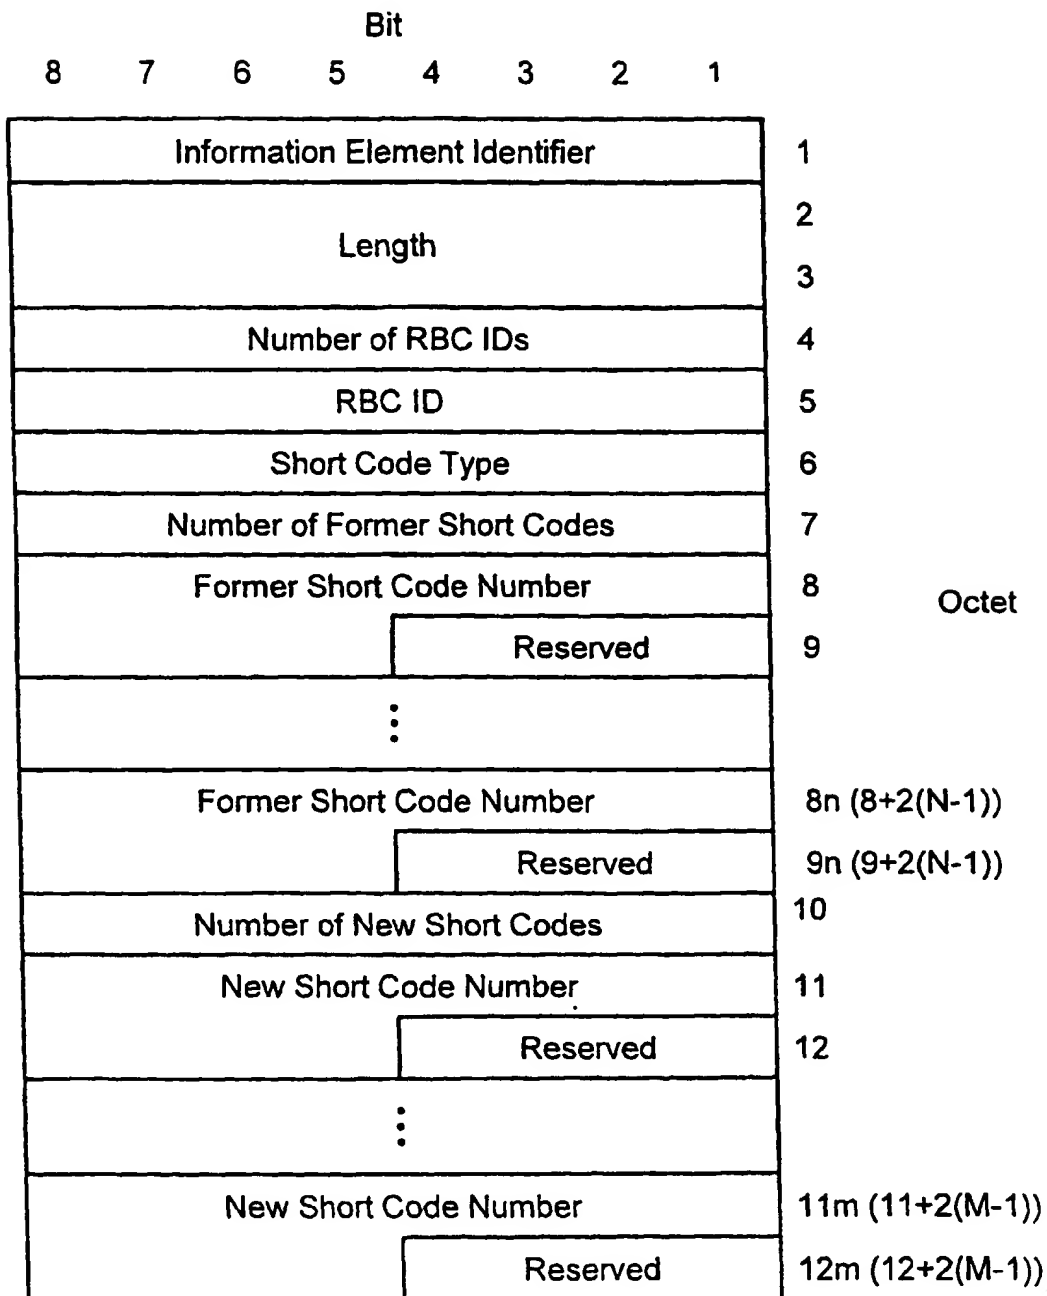 Bit
8 7 6 5 4 3 2 1
Information Element Identifier 1
2
Length
3
Number of RBC IDs 4
RBC ID 5
Short Code Type 6
Number of Former Short Codes 7
Former Short Code Number 8
Octet
Reserved 9
Former Short Code Number 8n (8+2(N-1))
Reserved 9n (9+2(N-1))
Number of New Short Codes 10
New Short Code Number 11
Reserved 12
New Short Code Number 11m (11+2(M-1))
Reserved 12m (12+2(M-1))